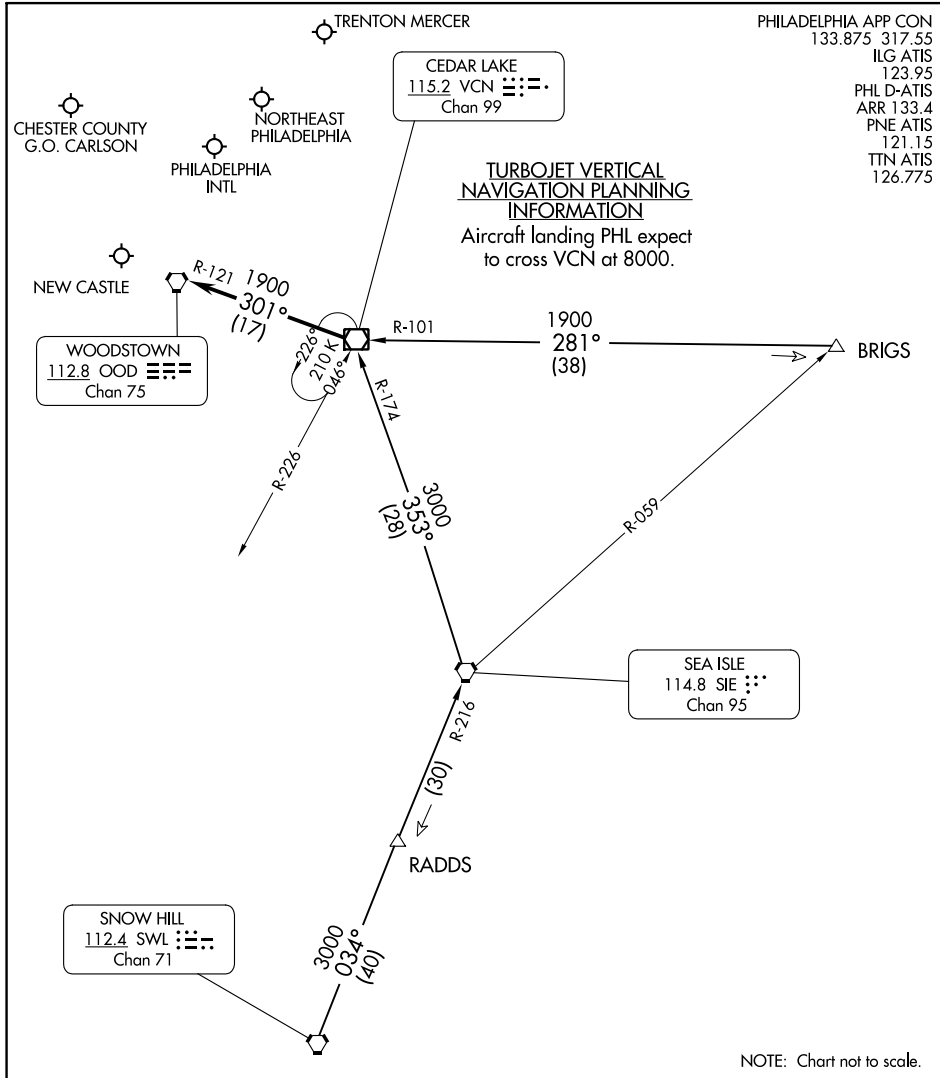 TRENTON MERCER
PHILADELPHIA APP CON
133.875 317.55
ILG ATIS
123.95
PHL D-ATIS
ARR 133.4
PNE ATIS
121.15
TTN ATIS
126.775
CEDAR LAKE
115.2 VCN
Chan 99
CHESTER COUNTY
G.O. CARLSON
NORTHEAST
PHILADELPHIA
PHILADELPHIA
INTL
TURBOJET VERTICAL
NAVIGATION PLANNING
INFORMATION
Aircraft landing PHL expect
to cross VCN at 8000.
NEW CASTLE
R-121
1900
301°
(17)
WOODSTOWN
112.8 OOD
Chan 75
226°
210 K
046°
R-226
R-101
1900
281°
(38)
BRIGS
R-174
3000
353°
(28)
R-059
SEA ISLE
114.8 SIE
Chan 95
R-216
(30)
RADDS
SNOW HILL
112.4 SWL
Chan 71
3000
034°
(40)
NOTE: Chart not to scale.